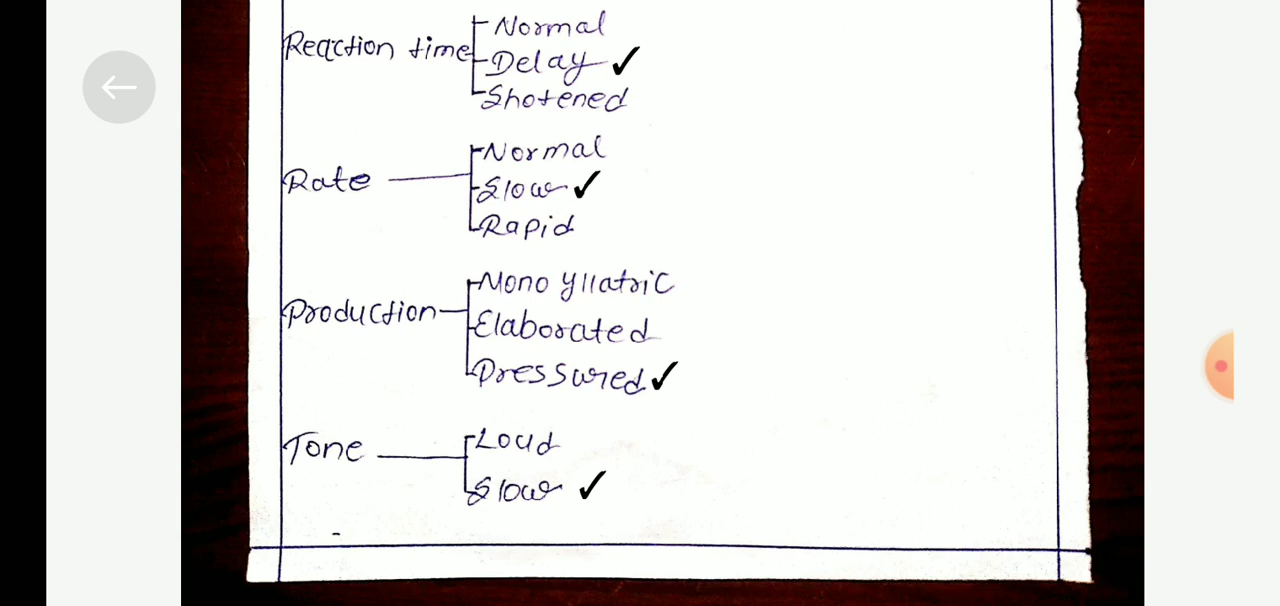 Normal
Reaction time Delay ✓
Shotened
Normal
Rate Slow ✓
Rapid
Mono yllatric
Production Elaborated
Pressured ✓
Tone Loud
Slow ✓